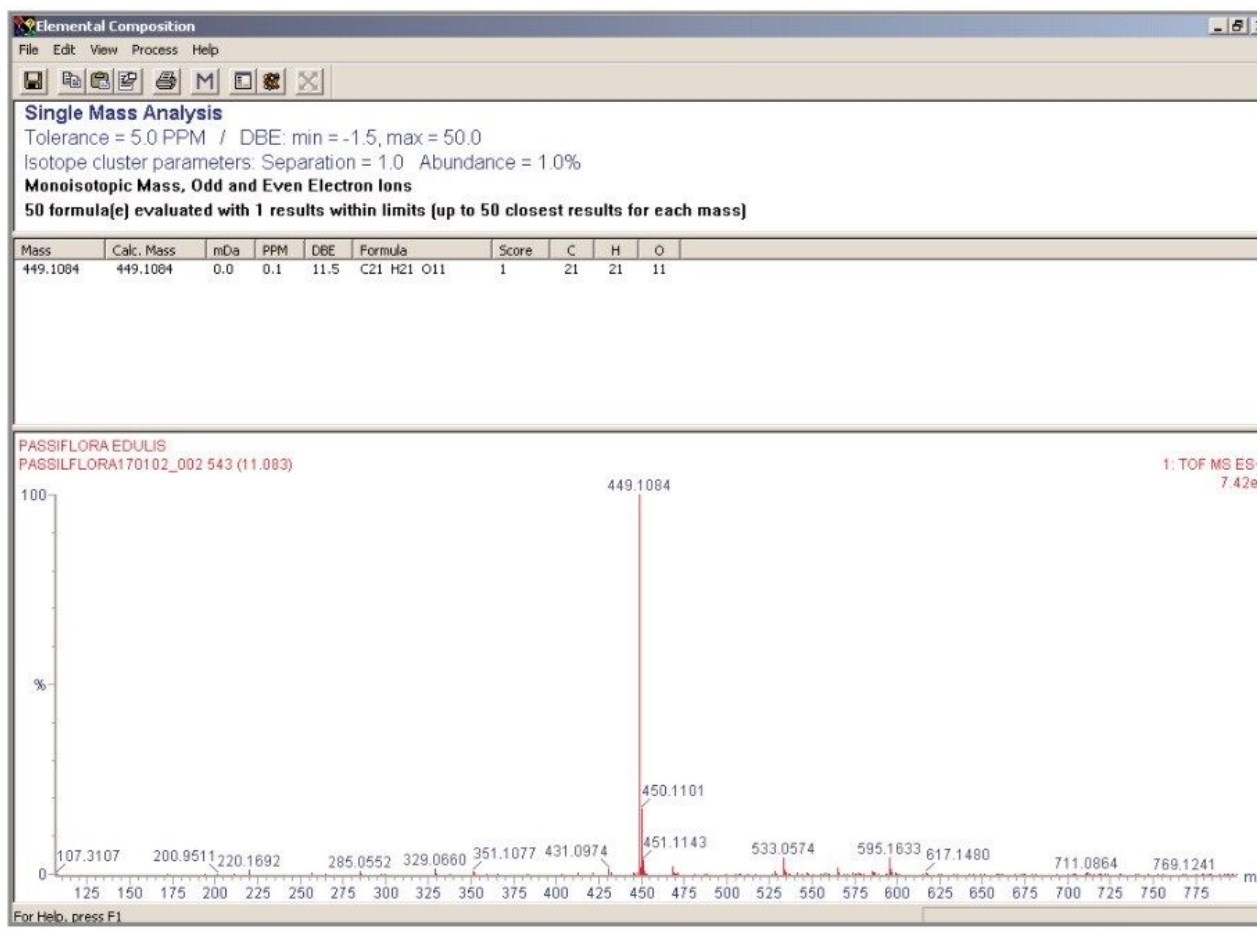 Elemental Composition
File Edit View Process Help
M
Single Mass Analysis
Tolerance = 5.0 PPM / DBE: min = -1.5, max = 50.0
Isotope cluster parameters: Separation = 1.0 Abundance = 1.0%
Monoisotopic Mass, Odd and Even Electron Ions
50 formula(e) evaluated with 1 results within limits (up to 50 closest results for each mass)
Mass Calc. Mass mDa PPM DBE Formula Score C H O
449.1084 449.1084 0.0 0.1 11.5 C21 H21 O11 1 21 21 11
PASSIFLORA EDULIS
PASSILFLORA170102_002 543 (11.083)
1: TOF MS ES+
7.42e
100
449.1084
%
450.1101
451.1143
107.3107 200.9511 220.1692 285.0552 329.0660 351.1077 431.0974 533.0574 595.1633 617.1480 711.0864 769.1241
0
125 150 175 200 225 250 275 300 325 350 375 400 425 450 475 500 525 550 575 600 625 650 675 700 725 750 775
m
For Help, press F1